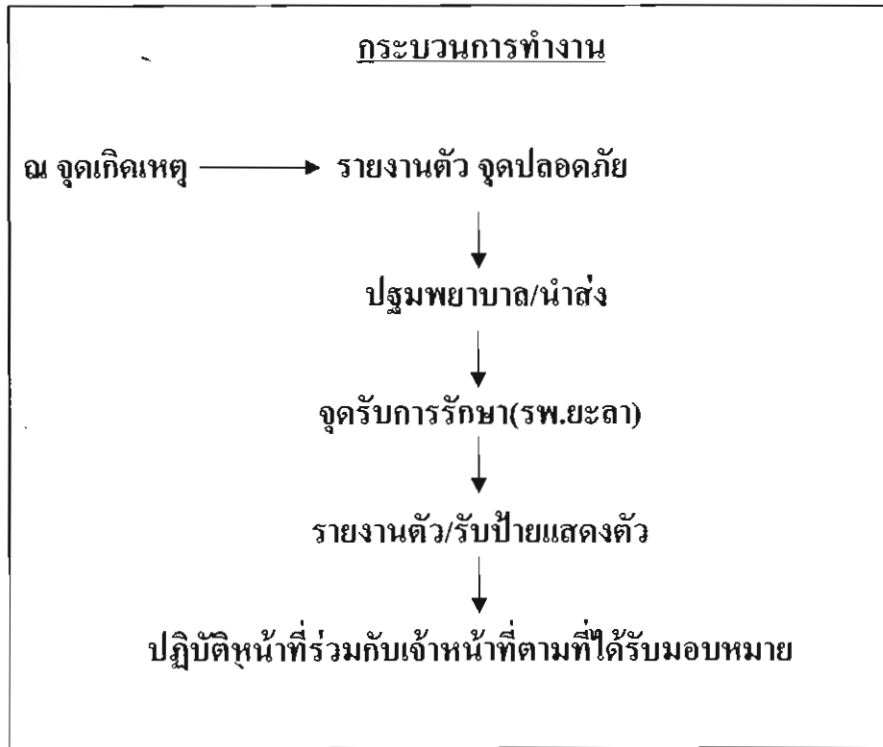 กระบวนการทำงาน
ณ จุดเกิดเหตุ รายงานตัว จุดปลอดภัย
ปฐมพยาบาล/นำส่ง
จุดรับการรักษา(รพ.ยะลา)
รายงานตัว/รับป้ายแสดงตัว
ปฏิบัติหน้าที่ร่วมกับเจ้าหน้าที่ตามที่ได้รับมอบหมาย